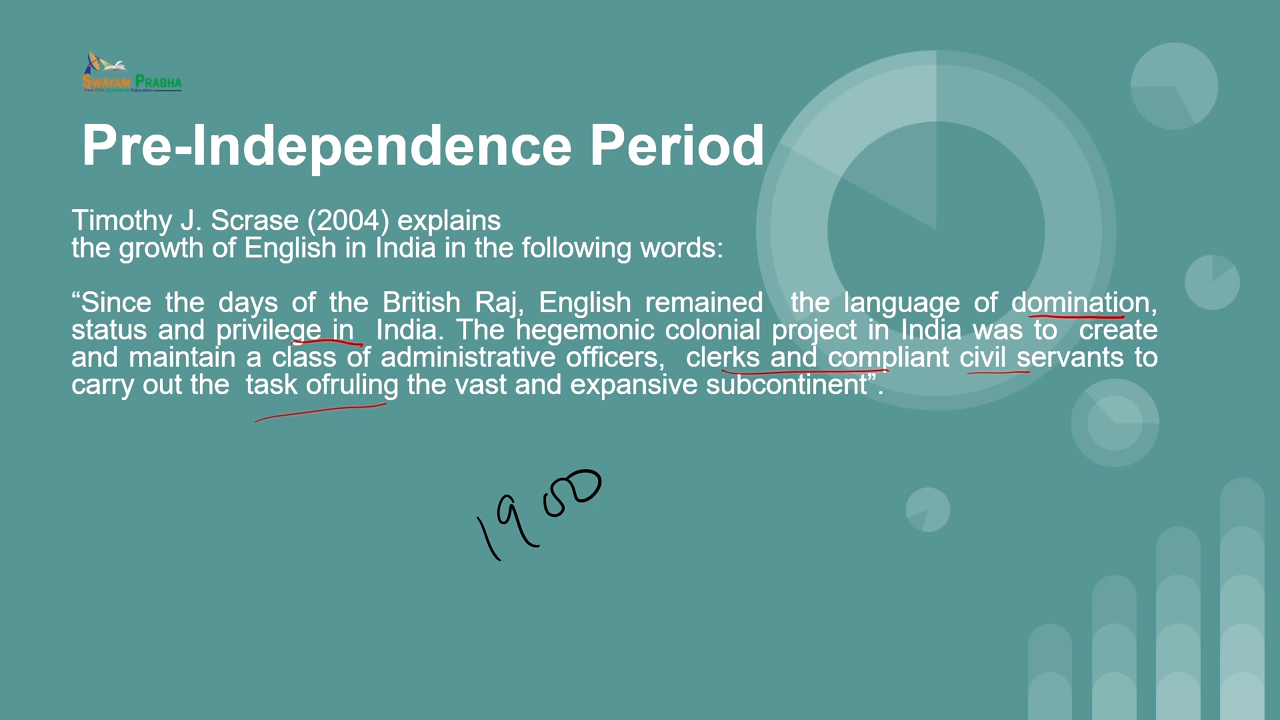 SWAYAM PRABHA
Pre-Independence Period
Timothy J. Scrase (2004) explains
the growth of English in India in the following words:
“Since the days of the British Raj, English remained the language of domination,
status and privilege in India. The hegemonic colonial project in India was to create
and maintain a class of administrative officers, clerks and compliant civil servants to
carry out the task ofruling the vast and expansive subcontinent”.
1900